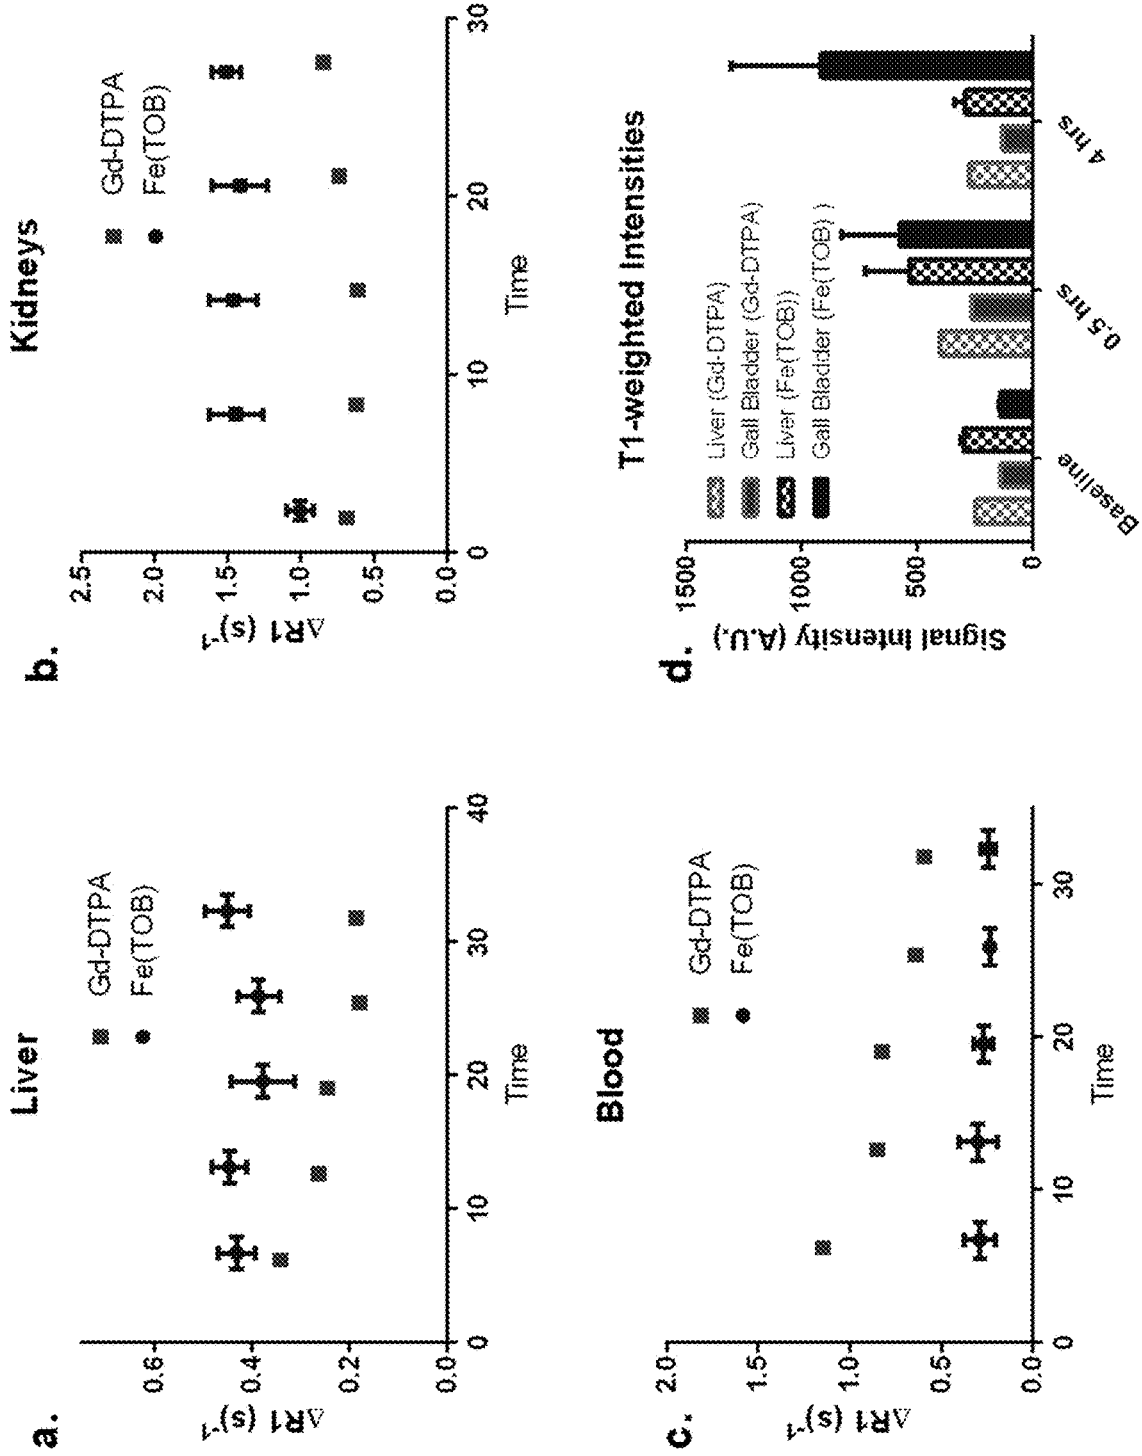 a.
Liver
Gd-DTPA
Fe(TOB)
ΔR1 (s)⁻¹
0.6
0.4
0.2
0.0
0
10
20
30
40
Time
b.
Kidneys
Gd-DTPA
Fe(TOB)
ΔR1 (s)⁻¹
2.5
2.0
1.5
1.0
0.5
0.0
0
10
20
30
Time
c.
Blood
Gd-DTPA
Fe(TOB)
ΔR1 (s)⁻¹
2.0
1.5
1.0
0.5
0.0
0
10
20
30
Time
d.
T1-weighted Intensities
Liver (Gd-DTPA)
Gall Bladder (Gd-DTPA)
Liver (Fe(TOB))
Gall Bladder (Fe(TOB) )
Signal Intensity (A.U.)
1500
1000
500
0
Baseline
0.5 hrs
4 hrs